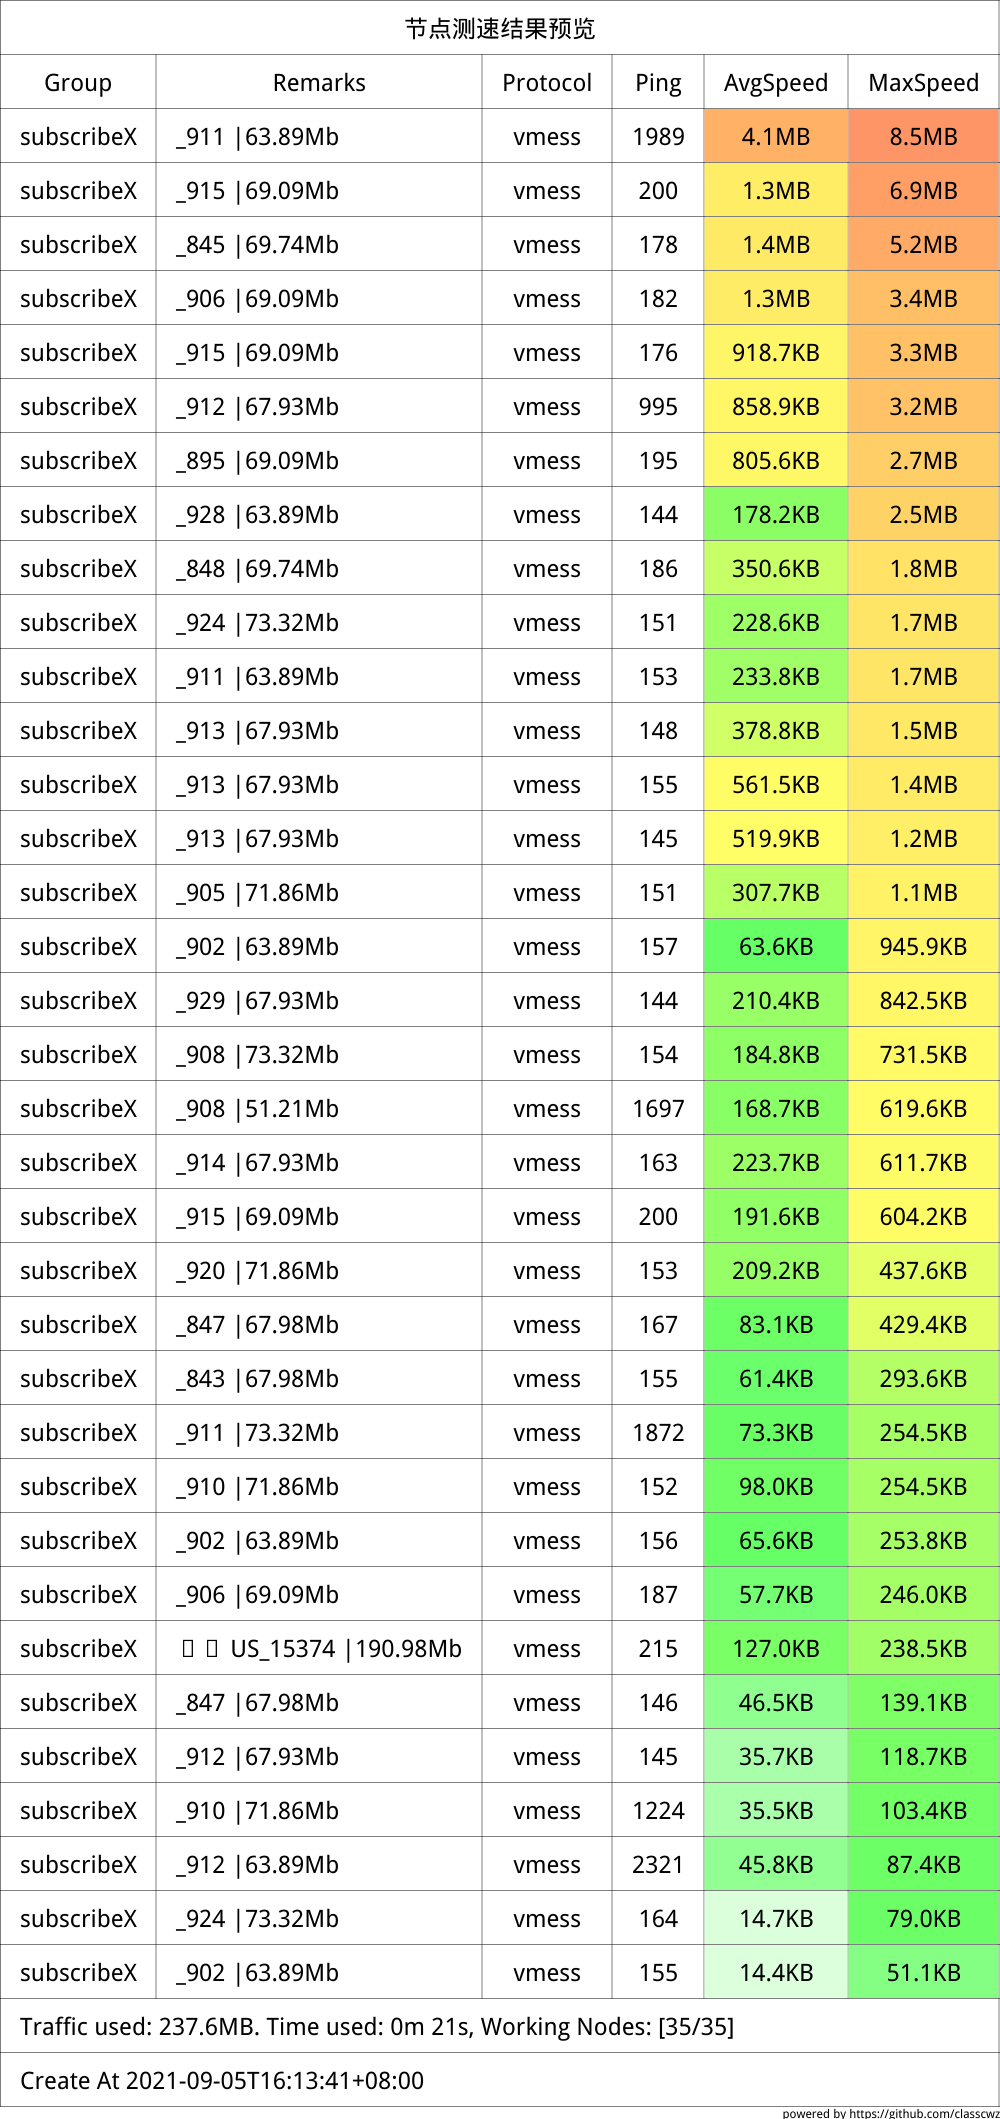 节点测速结果预览
Group Remarks Protocol Ping AvgSpeed MaxSpeed
subscribeX _911 |63.89Mb vmess 1989 4.1MB 8.5MB
subscribeX _915 |69.09Mb vmess 200 1.3MB 6.9MB
subscribeX _845 |69.74Mb vmess 178 1.4MB 5.2MB
subscribeX _906 |69.09Mb vmess 182 1.3MB 3.4MB
subscribeX _915 |69.09Mb vmess 176 918.7KB 3.3MB
subscribeX _912 |67.93Mb vmess 995 858.9KB 3.2MB
subscribeX _895 |69.09Mb vmess 195 805.6KB 2.7MB
subscribeX _928 |63.89Mb vmess 144 178.2KB 2.5MB
subscribeX _848 |69.74Mb vmess 186 350.6KB 1.8MB
subscribeX _924 |73.32Mb vmess 151 228.6KB 1.7MB
subscribeX _911 |63.89Mb vmess 153 233.8KB 1.7MB
subscribeX _913 |67.93Mb vmess 148 378.8KB 1.5MB
subscribeX _913 |67.93Mb vmess 155 561.5KB 1.4MB
subscribeX _913 |67.93Mb vmess 145 519.9KB 1.2MB
subscribeX _905 |71.86Mb vmess 151 307.7KB 1.1MB
subscribeX _902 |63.89Mb vmess 157 63.6KB 945.9KB
subscribeX _929 |67.93Mb vmess 144 210.4KB 842.5KB
subscribeX _908 |73.32Mb vmess 154 184.8KB 731.5KB
subscribeX _908 |51.21Mb vmess 1697 168.7KB 619.6KB
subscribeX _914 |67.93Mb vmess 163 223.7KB 611.7KB
subscribeX _915 |69.09Mb vmess 200 191.6KB 604.2KB
subscribeX _920 |71.86Mb vmess 153 209.2KB 437.6KB
subscribeX _847 |67.98Mb vmess 167 83.1KB 429.4KB
subscribeX _843 |67.98Mb vmess 155 61.4KB 293.6KB
subscribeX _911 |73.32Mb vmess 1872 73.3KB 254.5KB
subscribeX _910 |71.86Mb vmess 152 98.0KB 254.5KB
subscribeX _902 |63.89Mb vmess 156 65.6KB 253.8KB
subscribeX _906 |69.09Mb vmess 187 57.7KB 246.0KB
subscribeX US_15374 |190.98Mb vmess 215 127.0KB 238.5KB
subscribeX _847 |67.98Mb vmess 146 46.5KB 139.1KB
subscribeX _912 |67.93Mb vmess 145 35.7KB 118.7KB
subscribeX _910 |71.86Mb vmess 1224 35.5KB 103.4KB
subscribeX _912 |63.89Mb vmess 2321 45.8KB 87.4KB
subscribeX _924 |73.32Mb vmess 164 14.7KB 79.0KB
subscribeX _902 |63.89Mb vmess 155 14.4KB 51.1KB
Traffic used: 237.6MB. Time used: 0m 21s, Working Nodes: [35/35]
Create At 2021-09-05T16:13:41+08:00
powered by https://github.com/classcwz